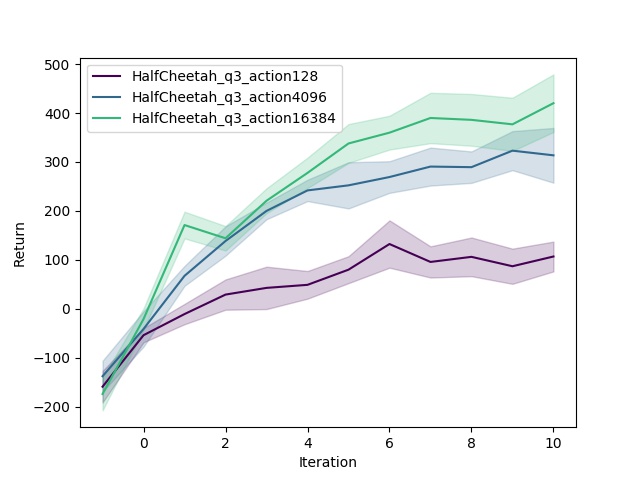 HalfCheetah_q3_action128
HalfCheetah_q3_action4096
HalfCheetah_q3_action16384
500
400
300
200
100
0
−100
−200
Return
0
2
4
6
8
10
Iteration